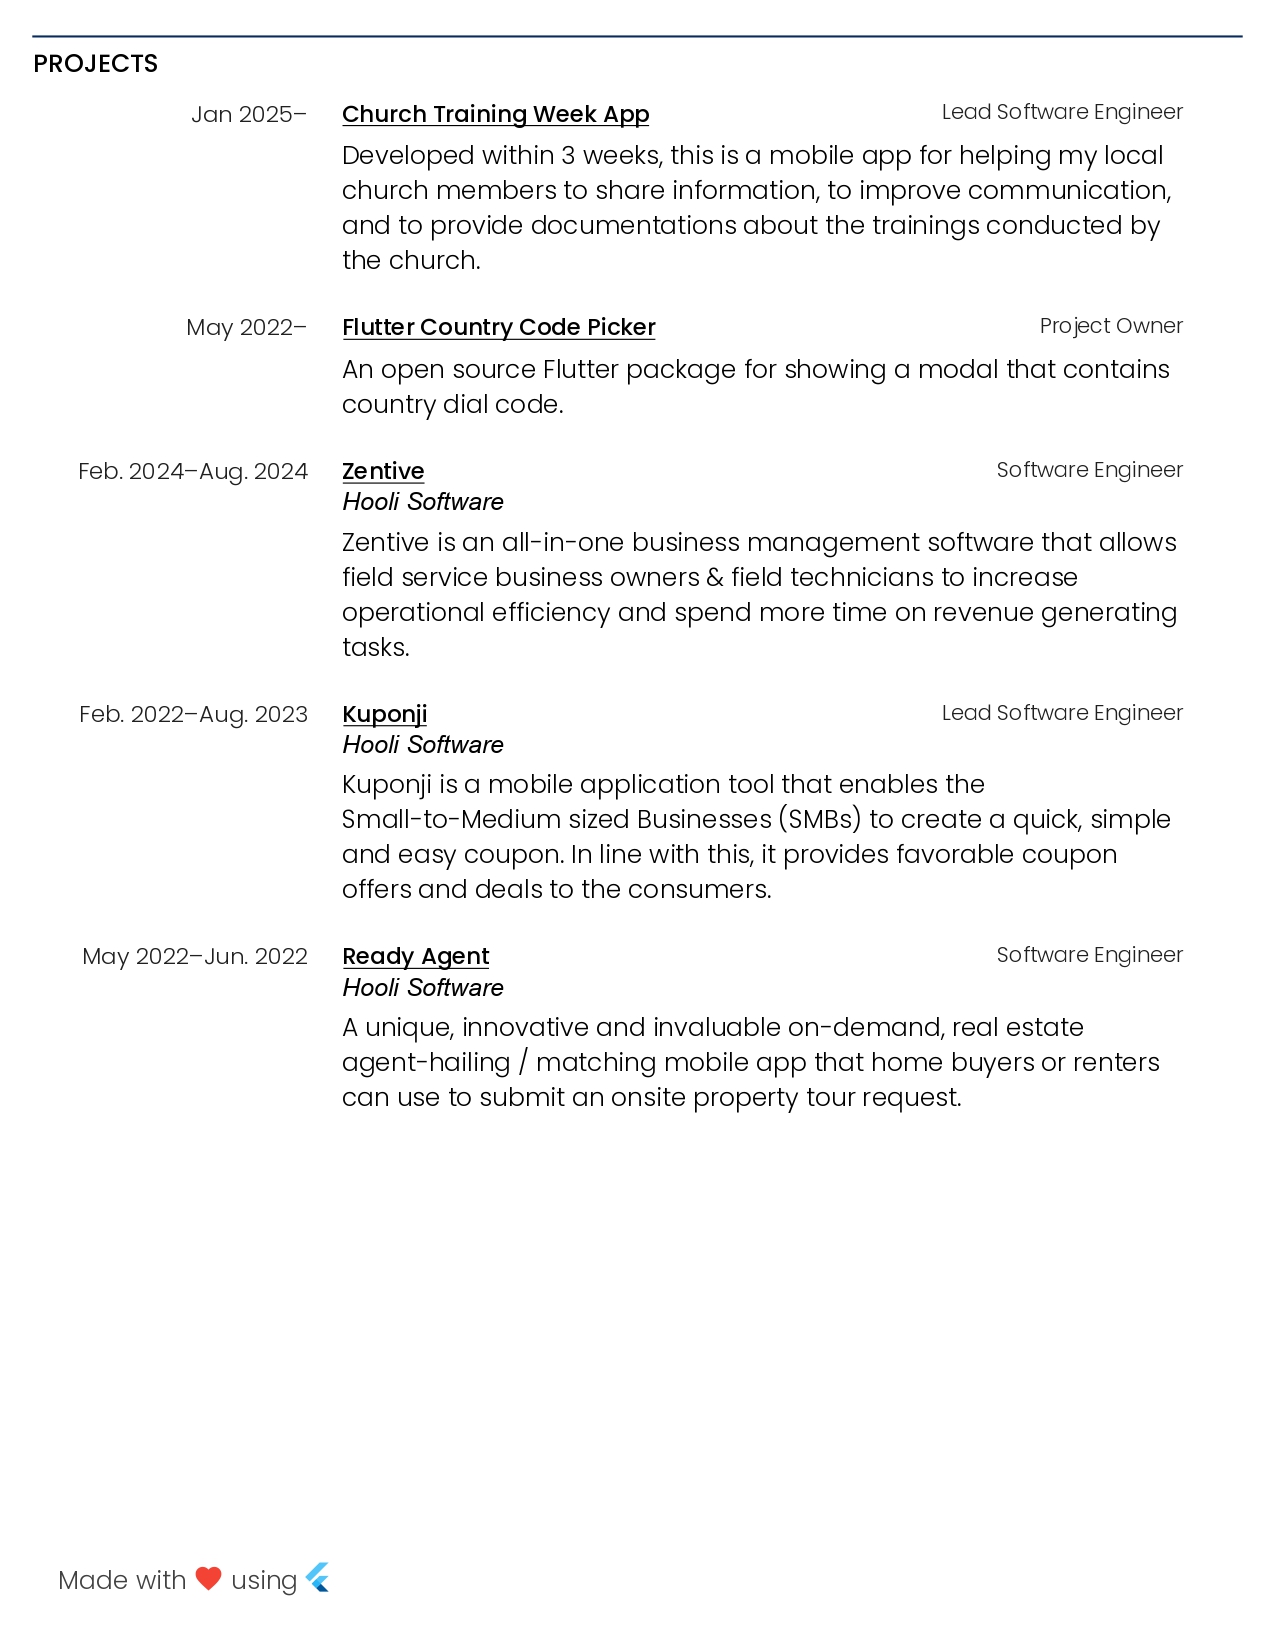 PROJECTS
Jan 2025–
Church Training Week App
Lead Software Engineer
Developed within 3 weeks, this is a mobile app for helping my local
church members to share information, to improve communication,
and to provide documentations about the trainings conducted by
the church.
May 2022–
Flutter Country Code Picker
Project Owner
An open source Flutter package for showing a modal that contains
country dial code.
Feb. 2024–Aug. 2024
Zentive
Software Engineer
Hooli Software
Zentive is an all-in-one business management software that allows
field service business owners & field technicians to increase
operational efficiency and spend more time on revenue generating
tasks.
Feb. 2022–Aug. 2023
Kuponji
Lead Software Engineer
Hooli Software
Kuponji is a mobile application tool that enables the
Small-to-Medium sized Businesses (SMBs) to create a quick, simple
and easy coupon. In line with this, it provides favorable coupon
offers and deals to the consumers.
May 2022–Jun. 2022
Ready Agent
Software Engineer
Hooli Software
A unique, innovative and invaluable on-demand, real estate
agent-hailing / matching mobile app that home buyers or renters
can use to submit an onsite property tour request.
Made with ❤ using